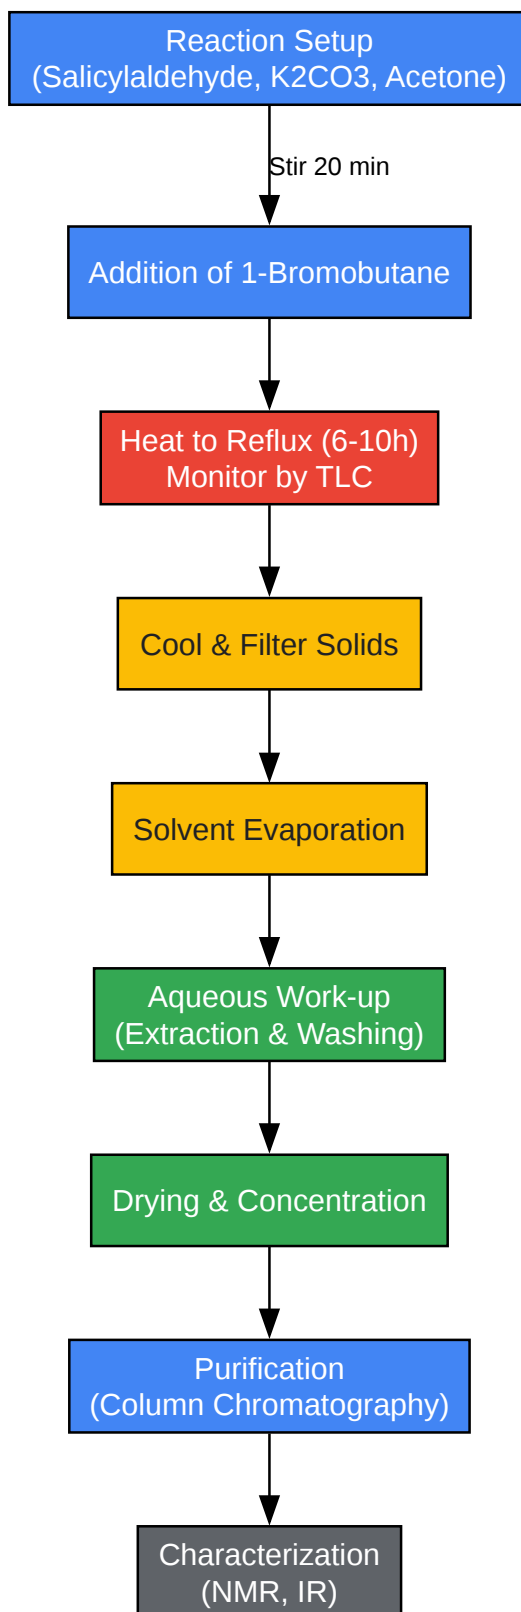 Reaction Setup
(Salicylaldehyde, K2CO3, Acetone)
Stir 20 min
Addition of 1-Bromobutane
Heat to Reflux (6-10h)
Monitor by TLC
Cool & Filter Solids
Solvent Evaporation
Aqueous Work-up
(Extraction & Washing)
Drying & Concentration
Purification
(Column Chromatography)
Characterization
(NMR, IR)